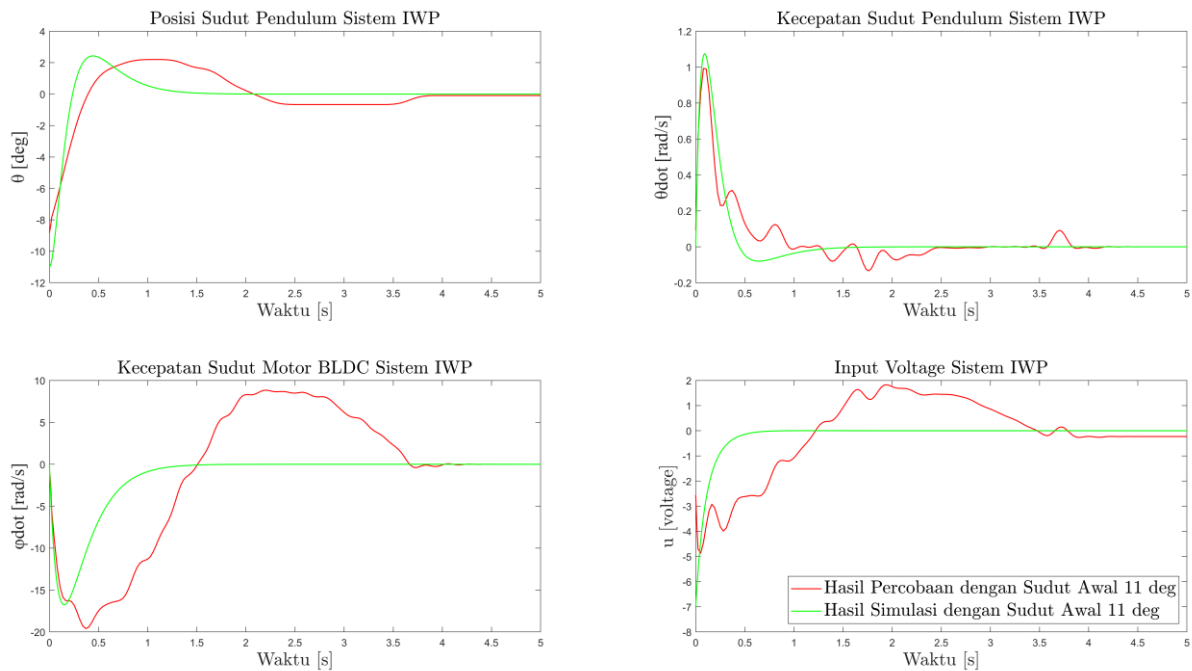 Posisi Sudut Pendulum Sistem IWP
4
2
0
-2
-4
-6
-8
-10
-12
θ [deg]
0 0.5 1 1.5 2 2.5 3 3.5 4 4.5 5
Waktu [s]
Kecepatan Sudut Pendulum Sistem IWP
1.2
1
0.8
0.6
0.4
0.2
0
-0.2
θdot [rad/s]
0 0.5 1 1.5 2 2.5 3 3.5 4 4.5 5
Waktu [s]
Kecepatan Sudut Motor BLDC Sistem IWP
10
5
0
-5
-10
-15
-20
φdot [rad/s]
0 0.5 1 1.5 2 2.5 3 3.5 4 4.5 5
Waktu [s]
Input Voltage Sistem IWP
2
1
0
-1
-2
-3
-4
-5
-6
-7
-8
u [voltage]
Hasil Percobaan dengan Sudut Awal 11 deg
Hasil Simulasi dengan Sudut Awal 11 deg
0 0.5 1 1.5 2 2.5 3 3.5 4 4.5 5
Waktu [s]